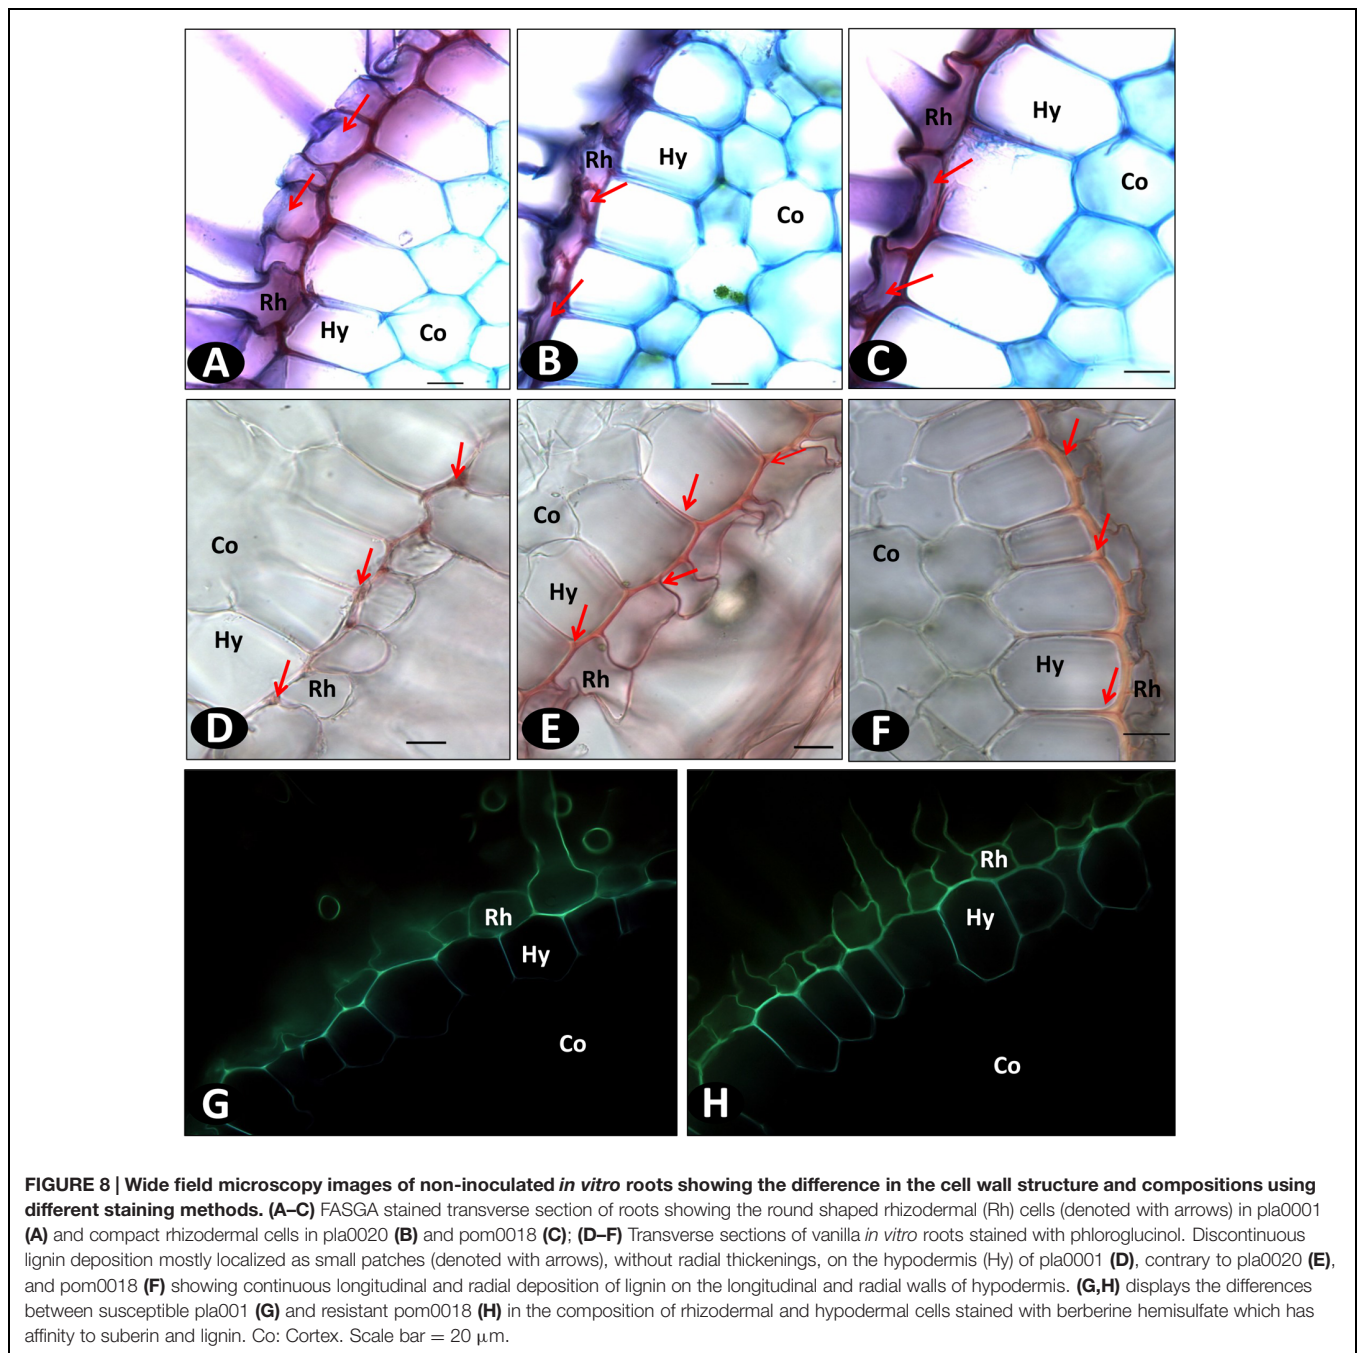 Rh
Hy
Co
A
Rh
Hy
Co
B
Rh
Hy
Co
C
Co
Hy
Rh
D
Co
Hy
Rh
E
Co
Hy
Rh
F
Rh
Hy
Co
G
Rh
Hy
Co
H
FIGURE 8 | Wide field microscopy images of non-inoculated in vitro roots showing the difference in the cell wall structure and compositions using
different staining methods. (A–C) FASGA stained transverse section of roots showing the round shaped rhizodermal (Rh) cells (denoted with arrows) in pla0001
(A) and compact rhizodermal cells in pla0020 (B) and pom0018 (C); (D–F) Transverse sections of vanilla in vitro roots stained with phloroglucinol. Discontinuous
lignin deposition mostly localized as small patches (denoted with arrows), without radial thickenings, on the hypodermis (Hy) of pla0001 (D), contrary to pla0020 (E),
and pom0018 (F) showing continuous longitudinal and radial deposition of lignin on the longitudinal and radial walls of hypodermis. (G,H) displays the differences
between susceptible pla001 (G) and resistant pom0018 (H) in the composition of rhizodermal and hypodermal cells stained with berberine hemisulfate which has
affinity to suberin and lignin. Co: Cortex. Scale bar = 20 μm.